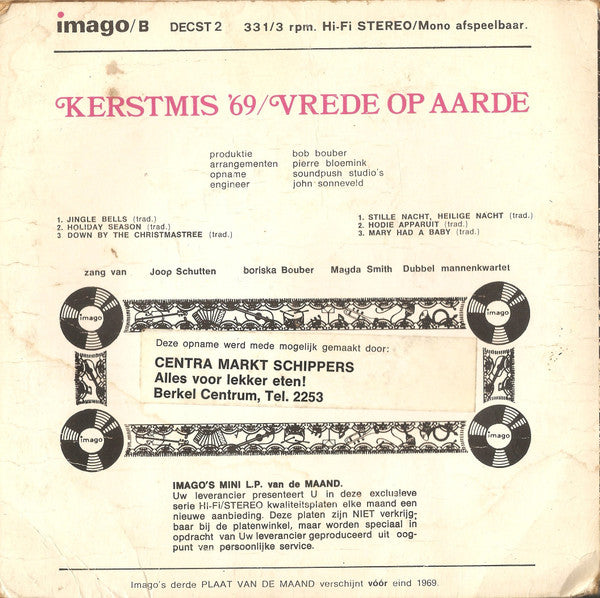 imago/B DECST 2 33 1/3 rpm. Hi-Fi STEREO/Mono afspeelbaar.
KERSTMIS '69/VREDE OP AARDE
produktie bob bouber
arrangementen pierre bloemink
opname soundpush studio's
engineer john sonneveld
1. JINGLE BELLS (trad.)
2. HOLIDAY SEASON (trad.)
3. DOWN BY THE CHRISTMASTREE (trad.)
1. STILLE NACHT, HEILIGE NACHT (trad.)
2. HODIE APPARUIT (trad.)
3. MARY HAD A BABY (trad.)
zang van Joop Schutten boriska Bouber Magda Smith Dubbel mannenkwartet
imago
imago
Deze opname werd mede mogelijk gemaakt door:
CENTRA MARKT SCHIPPERS
Alles voor lekker eten!
Berkel Centrum, Tel. 2253
imago
imago
IMAGO'S MINI L.P. van de MAAND.
Uw leverancier presenteert U in deze exclusieve
serie Hi-Fi/STEREO kwaliteitsplaten elke maand een
nieuwe aanbieding. Deze platen zijn NIET verkrijg-
baar bij de platenwinkel, maar worden speciaal in
opdracht van Uw leverancier geproduceerd uit oog-
punt van persoonlijke service.
Imago's derde PLAAT VAN DE MAAND verschijnt vóór eind 1969.